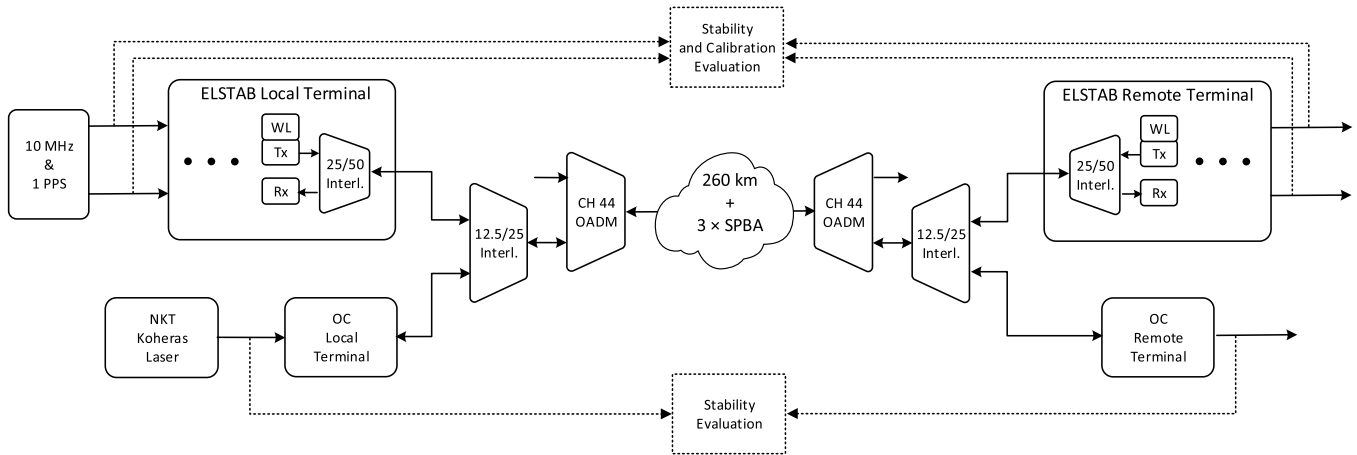 Stability
and Calibration
Evaluation
ELSTAB Local Terminal
ELSTAB Remote Terminal
10 MHz
&
1 PPS
WL
Tx
Rx
25/50
Interl.
12.5/25
Interl.
CH 44
OADM
260 km
+
3 × SPBA
CH 44
OADM
12.5/25
Interl.
25/50
Interl.
WL
Tx
Rx
NKT
Koheras
Laser
OC
Local
Terminal
OC
Remote
Terminal
Stability
Evaluation